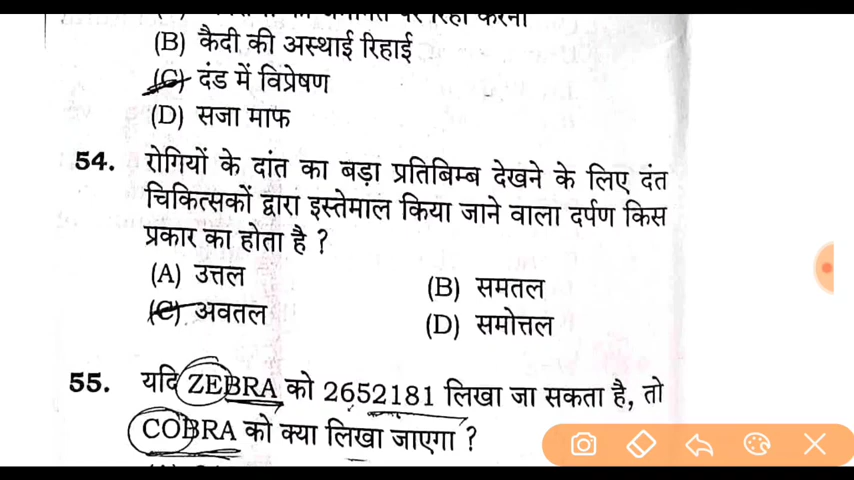 करना
(B) कैदी की अस्थाई रिहाई
(C) दंड में विप्रेषण
(D) सजा माफ
54. रोगियों के दांत का बड़ा प्रतिबिम्ब देखने के लिए दंत
चिकित्सकों द्वारा इस्तेमाल किया जाने वाला दर्पण किस
प्रकार का होता है ?
(A) उत्तल
(B) समतल
(C) अवतल
(D) समोत्तल
55. यदि ZEBRA को 2652181 लिखा जा सकता है, तो
COBRA को क्या लिखा जाएगा ?